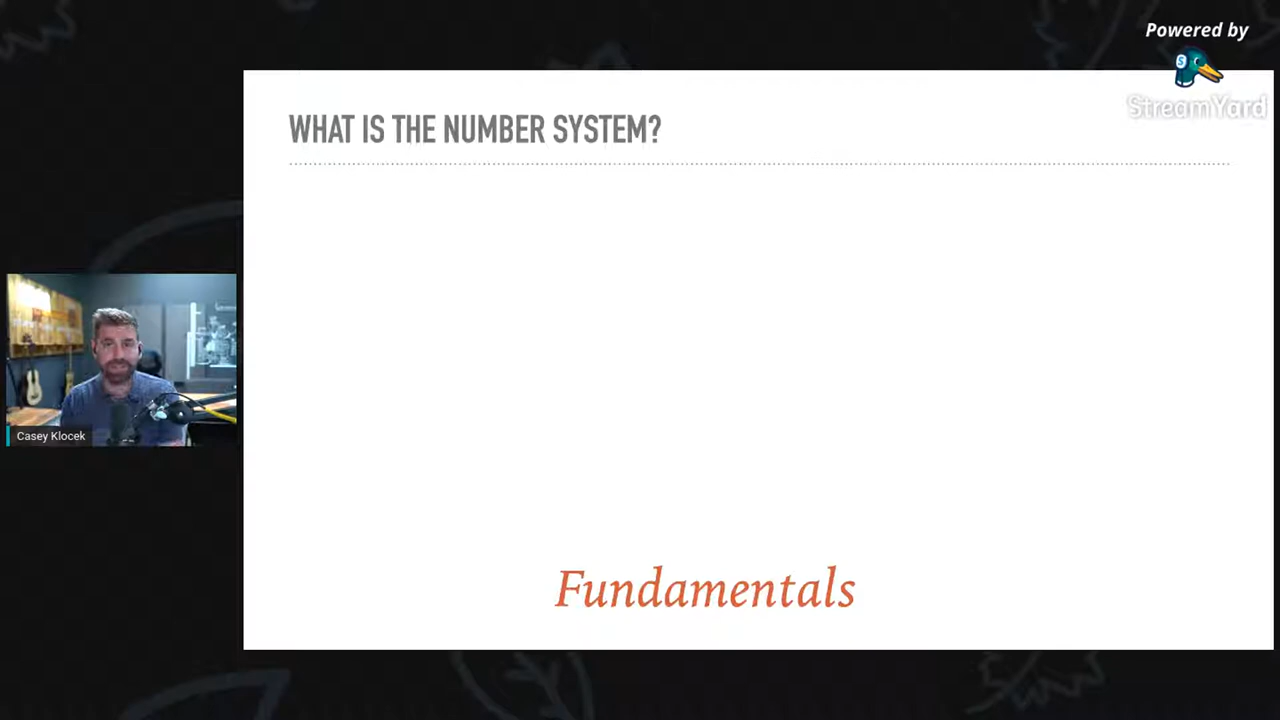 Powered by
StreamYard
WHAT IS THE NUMBER SYSTEM?
Casey Klocek
Fundamentals